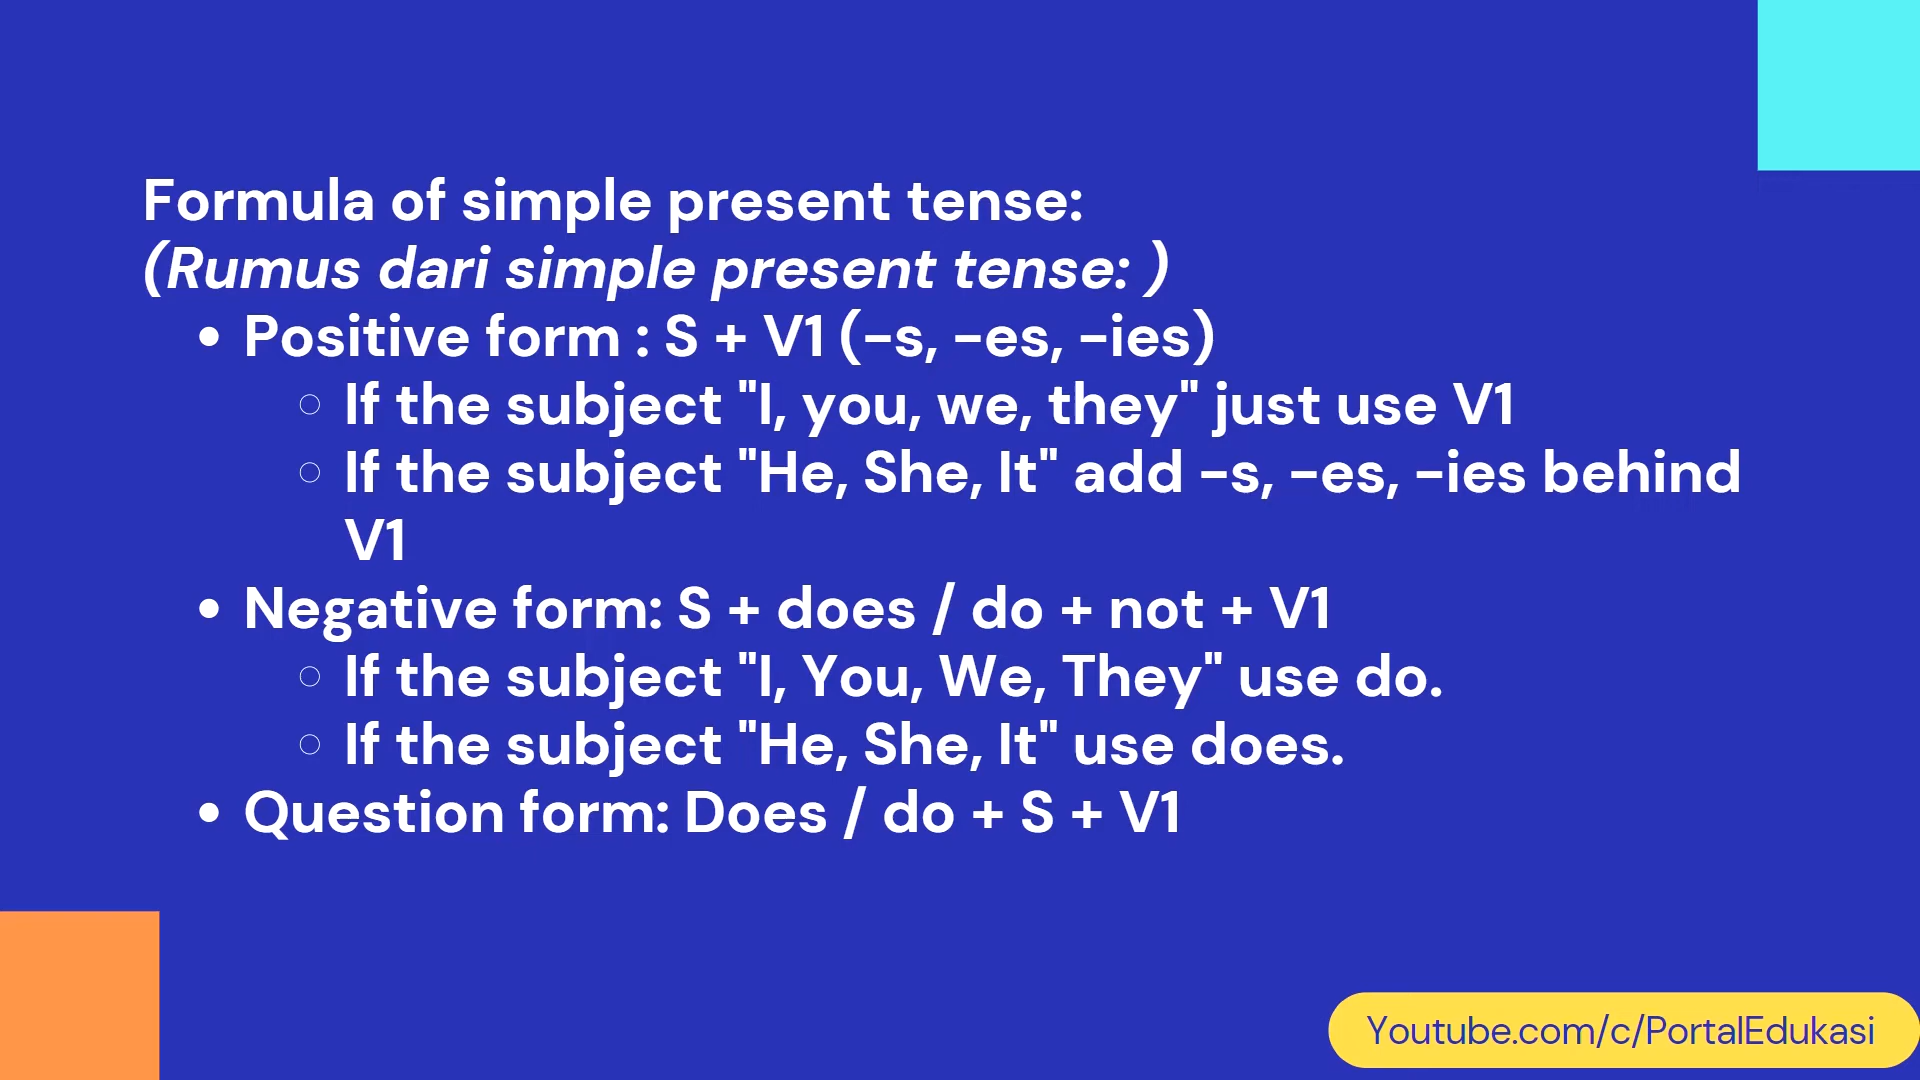 Formula of simple present tense:
(Rumus dari simple present tense: )
• Positive form : S + V1 (-s, -es, -ies)
○ If the subject "I, you, we, they" just use V1
○ If the subject "He, She, It" add -s, -es, -ies behind
V1
• Negative form: S + does / do + not + V1
○ If the subject "I, You, We, They" use do.
○ If the subject "He, She, It" use does.
• Question form: Does / do + S + V1
Youtube.com/c/PortalEdukasi